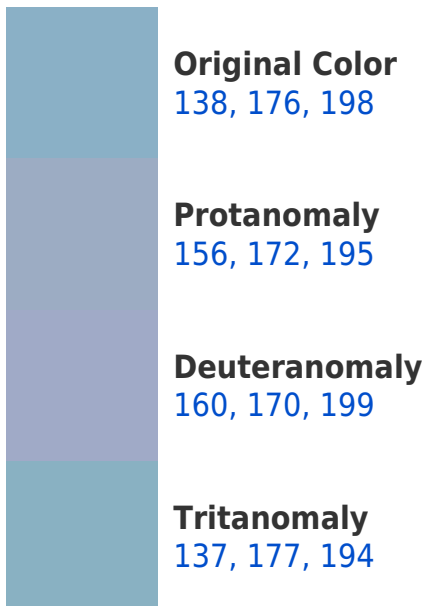 Original Color
138, 176, 198
Protanomaly
156, 172, 195
Deuteranomaly
160, 170, 199
Tritanomaly
137, 177, 194